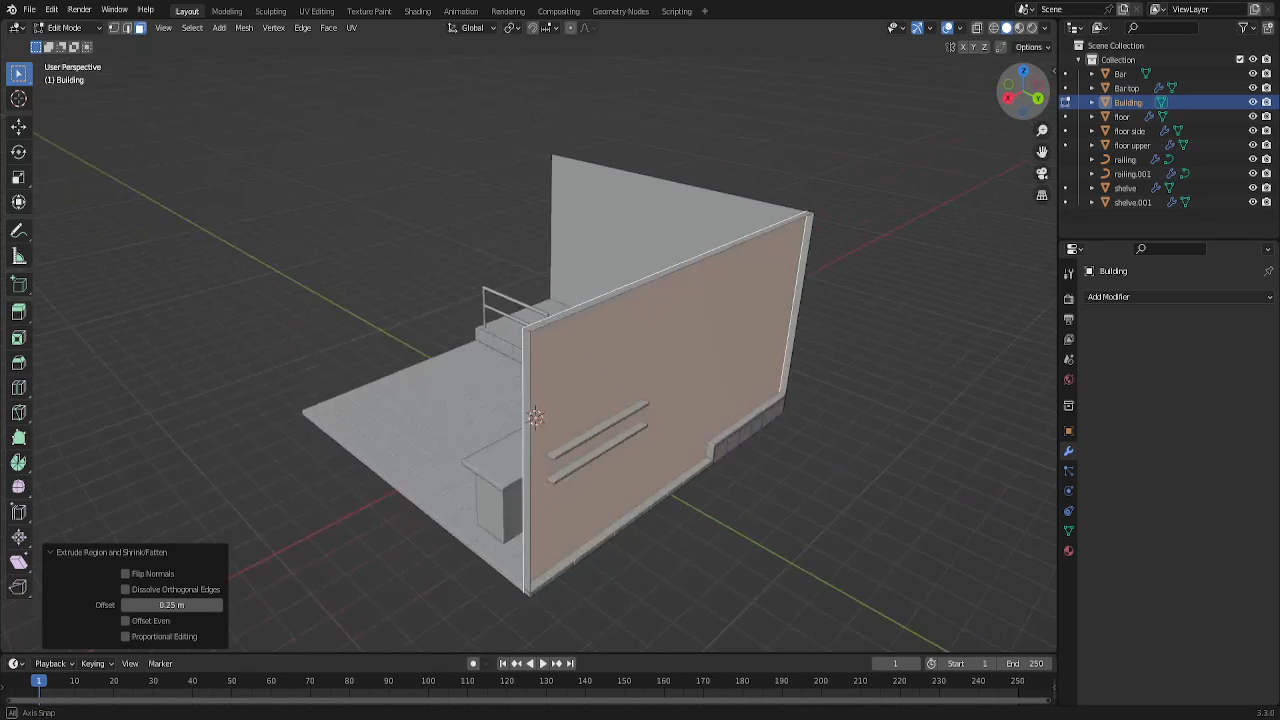 File Edit Render Window Help Layout Modeling Sculpting UV Editing Texture Paint Shading Animation Rendering Compositing Geometry Nodes Scripting Scene ViewLayer
Edit Mode View Select Add Mesh Vertex Edge Face UV Global
X Y Z Options
User Perspective
(1) Building
Z
X Y
Scene Collection
Collection
Bar
Bar top
Building
floor
floor side
floor upper
railing
railing.001
shelve
shelve.001
Building
Add Modifier
Extrude Region and Shrink/Fatten
Flip Normals
Dissolve Orthogonal Edges
Offset 0.25 m
Offset Even
Proportional Editing
Playback Keying View Marker 1 Start 1 End 250
1 10 20 30 40 50 60 70 80 90 100 110 120 130 140 150 160 170 180 190 200 210 220 230 240 250
Alt Axis Snap 3.3.0